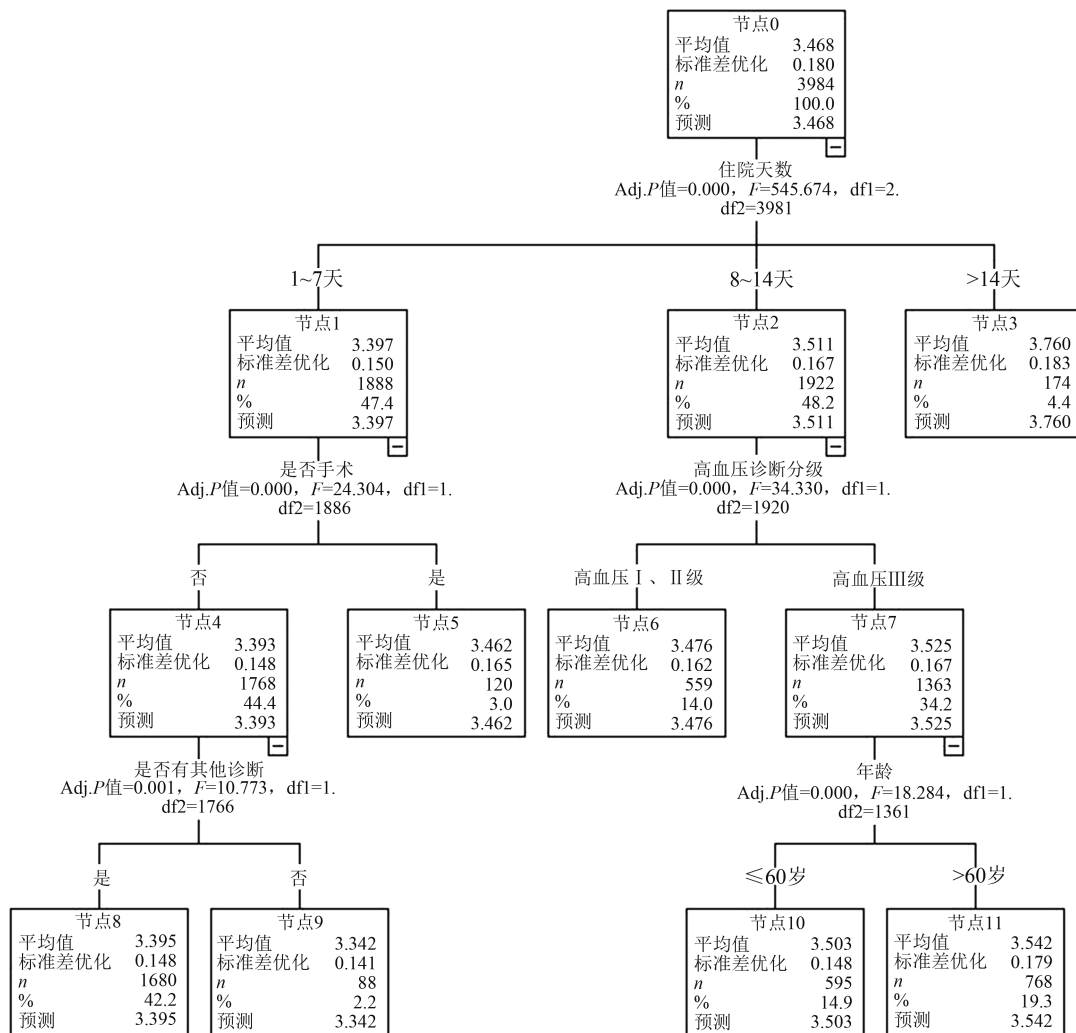 节点0
平均值 3.468
标准差优化 0.180
n 3984
% 100.0
预测 3.468
住院天数
Adj.P值=0.000，F=545.674，df1=2.
df2=3981
1~7天
8~14天
>14天
节点1
平均值 3.397
标准差优化 0.150
n 1888
% 47.4
预测 3.397
节点2
平均值 3.511
标准差优化 0.167
n 1922
% 48.2
预测 3.511
节点3
平均值 3.760
标准差优化 0.183
n 174
% 4.4
预测 3.760
是否手术
Adj.P值=0.000，F=24.304，df1=1.
df2=1886
高血压诊断分级
Adj.P值=0.000，F=34.330，df1=1.
df2=1920
否
是
高血压Ⅰ、Ⅱ级
高血压Ⅲ级
节点4
平均值 3.393
标准差优化 0.148
n 1768
% 44.4
预测 3.393
节点5
平均值 3.462
标准差优化 0.165
n 120
% 3.0
预测 3.462
节点6
平均值 3.476
标准差优化 0.162
n 559
% 14.0
预测 3.476
节点7
平均值 3.525
标准差优化 0.167
n 1363
% 34.2
预测 3.525
是否有其他诊断
Adj.P值=0.001，F=10.773，df1=1.
df2=1766
年龄
Adj.P值=0.000，F=18.284，df1=1.
df2=1361
是
否
≤60岁
>60岁
节点8
平均值 3.395
标准差优化 0.148
n 1680
% 42.2
预测 3.395
节点9
平均值 3.342
标准差优化 0.141
n 88
% 2.2
预测 3.342
节点10
平均值 3.503
标准差优化 0.148
n 595
% 14.9
预测 3.503
节点11
平均值 3.542
标准差优化 0.179
n 768
% 19.3
预测 3.542